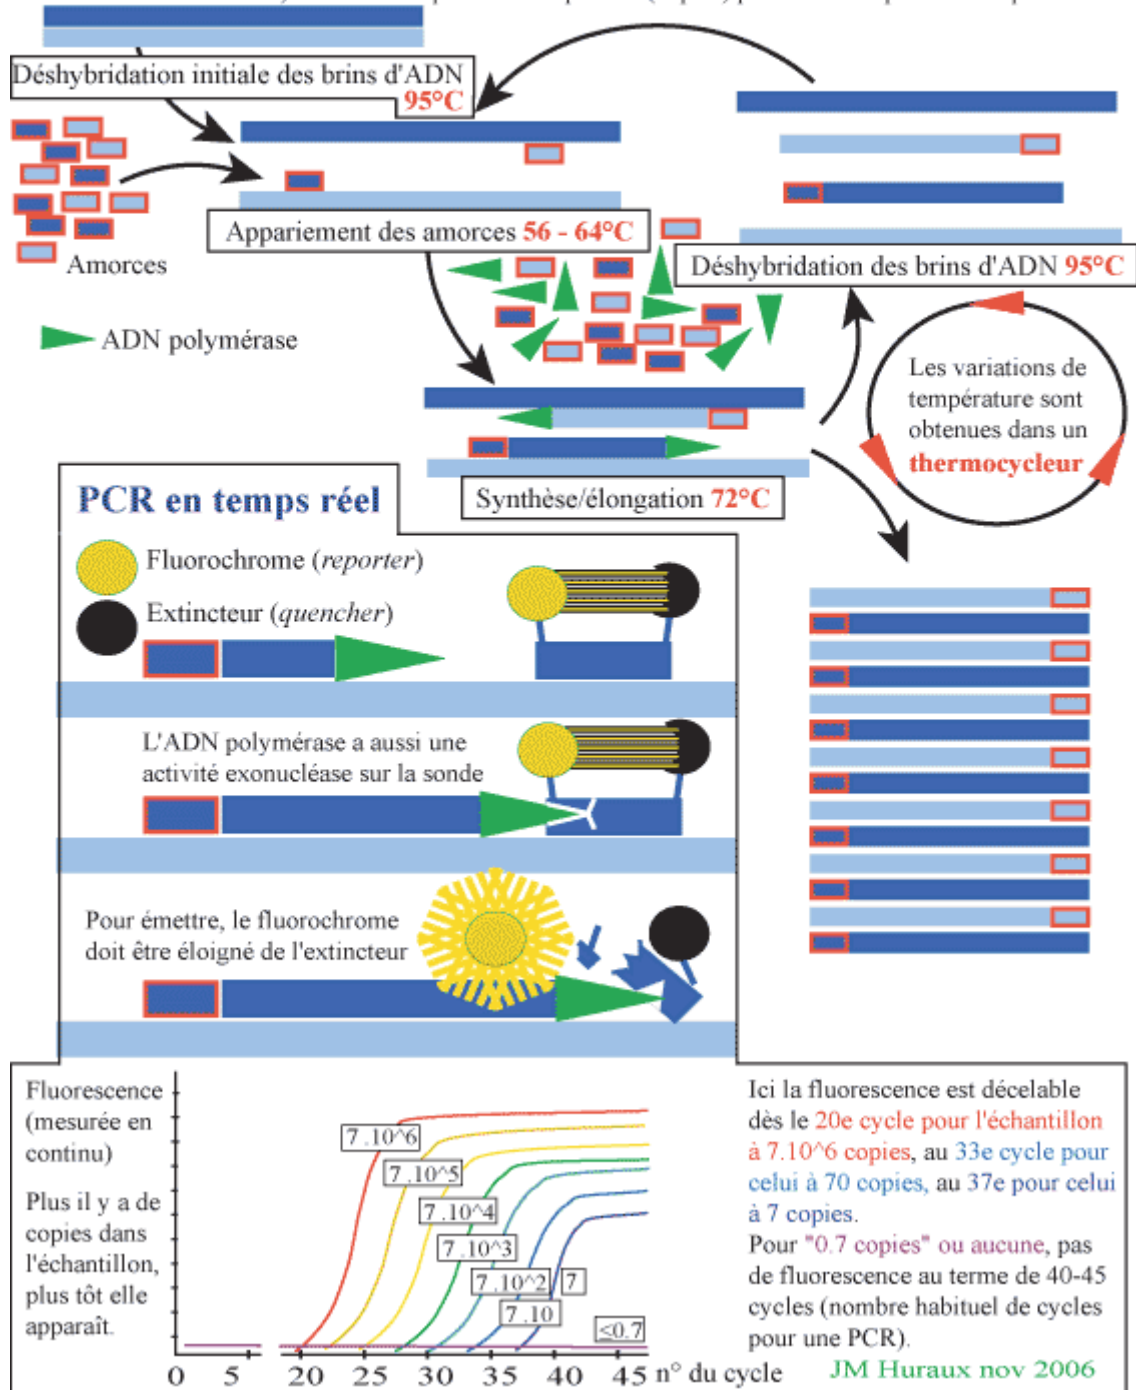 Déshybridation initiale des brins d'ADN
95°C
Appariement des amorces 56 - 64°C
Amorces
Déshybridation des brins d'ADN 95°C
ADN polymérase
Les variations de
température sont
obtenues dans un
thermocycleur
Synthèse/élongation 72°C
PCR en temps réel
Fluorochrome (reporter)
Extincteur (quencher)
L'ADN polymérase a aussi une
activité exonucléase sur la sonde
Pour émettre, le fluorochrome
doit être éloigné de l'extincteur
Fluorescence
(mesurée en
continu)
Plus il y a de
copies dans
l'échantillon,
plus tôt elle
apparaît.
7 .10^6
7 .10^5
7 .10^4
7 .10^3
7 .10^2
7
7 .10
≤0.7
0 5 20 25 30 35 40 45 n° du cycle
Ici la fluorescence est décelable
dès le 20e cycle pour l'échantillon
à 7.10^6 copies, au 33e cycle pour
celui à 70 copies, au 37e pour celui
à 7 copies.
Pour "0.7 copies" ou aucune, pas
de fluorescence au terme de 40-45
cycles (nombre habituel de cycles
pour une PCR).
JM Huraux nov 2006